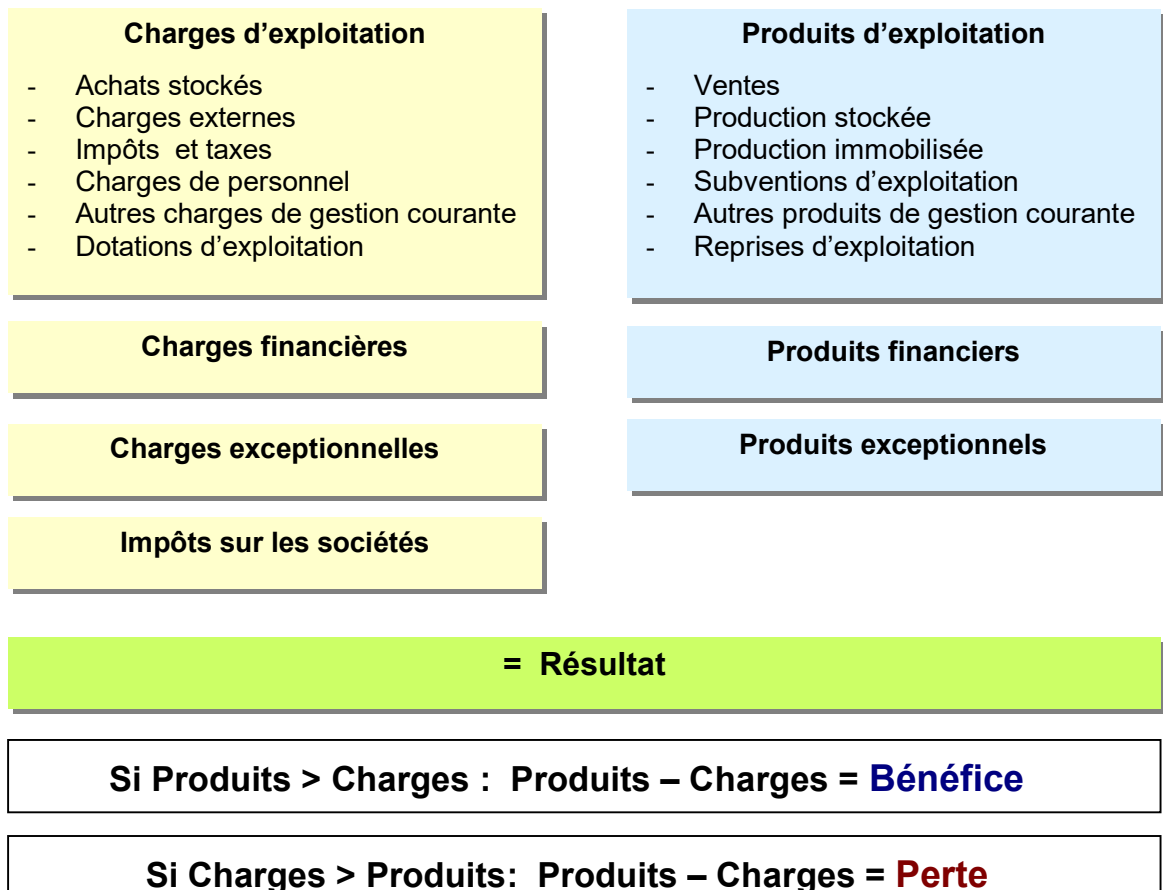 Charges d’exploitation
- Achats stockés
- Charges externes
- Impôts et taxes
- Charges de personnel
- Autres charges de gestion courante
- Dotations d’exploitation
Produits d’exploitation
- Ventes
- Production stockée
- Production immobilisée
- Subventions d’exploitation
- Autres produits de gestion courante
- Reprises d’exploitation
Charges financières
Produits financiers
Charges exceptionnelles
Produits exceptionnels
Impôts sur les sociétés
= Résultat
Si Produits > Charges : Produits – Charges = Bénéfice
Si Charges > Produits: Produits – Charges = Perte